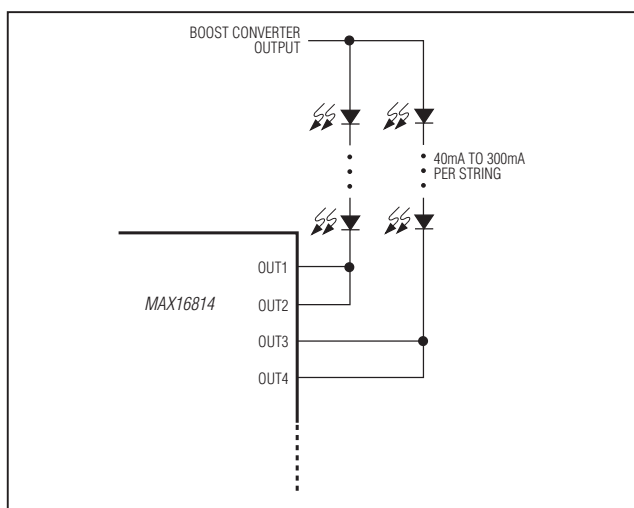 BOOST CONVERTER
OUTPUT
40mA TO 300mA
PER STRING
OUT1
MAX16814
OUT2
OUT3
OUT4